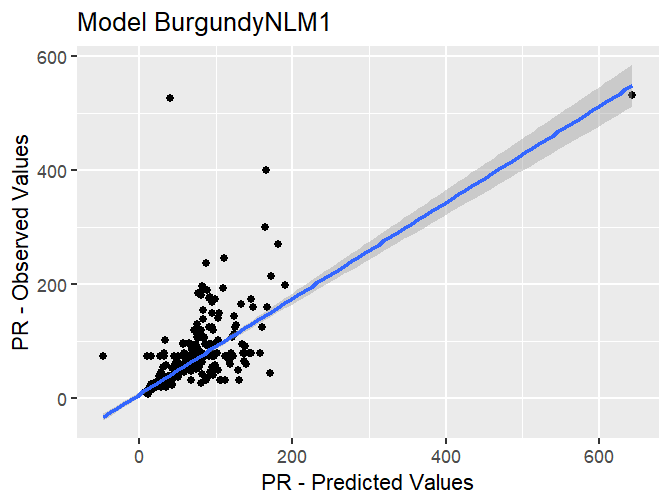 Model BurgundyNLM1
600
400
200
0
PR - Observed Values
0
200
400
600
PR - Predicted Values